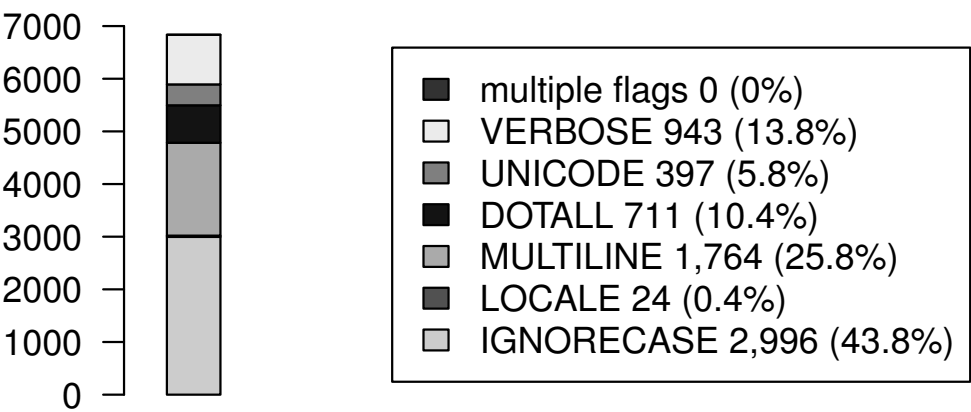 7000
6000
5000
4000
3000
2000
1000
0
multiple flags 0 (0%)
VERBOSE 943 (13.8%)
UNICODE 397 (5.8%)
DOTALL 711 (10.4%)
MULTILINE 1,764 (25.8%)
LOCALE 24 (0.4%)
IGNORECASE 2,996 (43.8%)